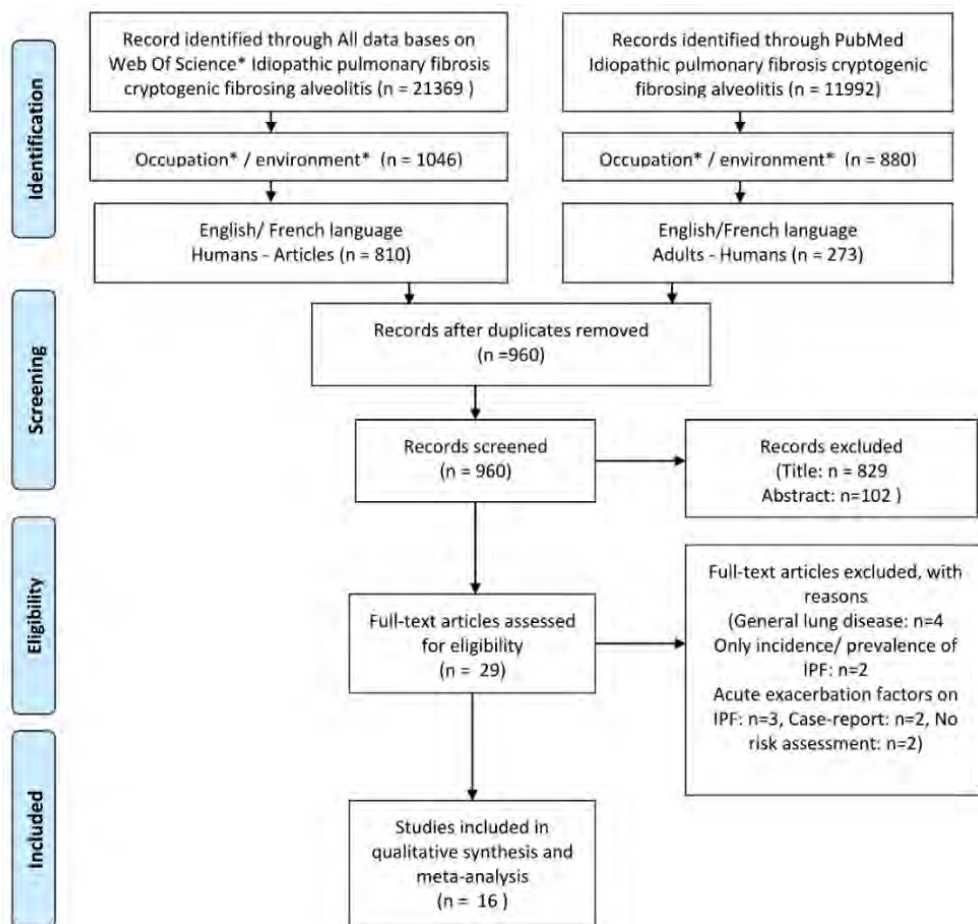 Identification
Record identified through All data bases on
Web Of Science* Idiopathic pulmonary fibrosis
cryptogenic fibrosing alveolitis (n = 21369 )
Records identified through PubMed
Idiopathic pulmonary fibrosis cryptogenic
fibrosing alveolitis (n = 11992)
Occupation* / environment* (n = 1046)
Occupation* / environment* (n = 880)
English/ French language
Humans - Articles (n = 810)
English/French language
Adults - Humans (n = 273)
Screening
Records after duplicates removed
(n =960)
Records screened
(n = 960)
Records excluded
(Title: n = 829
Abstract: n=102 )
Eligibility
Full-text articles assessed
for eligibility
(n = 29)
Full-text articles excluded, with
reasons
(General lung disease: n=4
Only incidence/ prevalence of
IPF: n=2
Acute exacerbation factors on
IPF: n=3, Case-report: n=2, No
risk assessment: n=2)
Included
Studies included in
qualitative synthesis and
meta-analysis
(n = 16 )